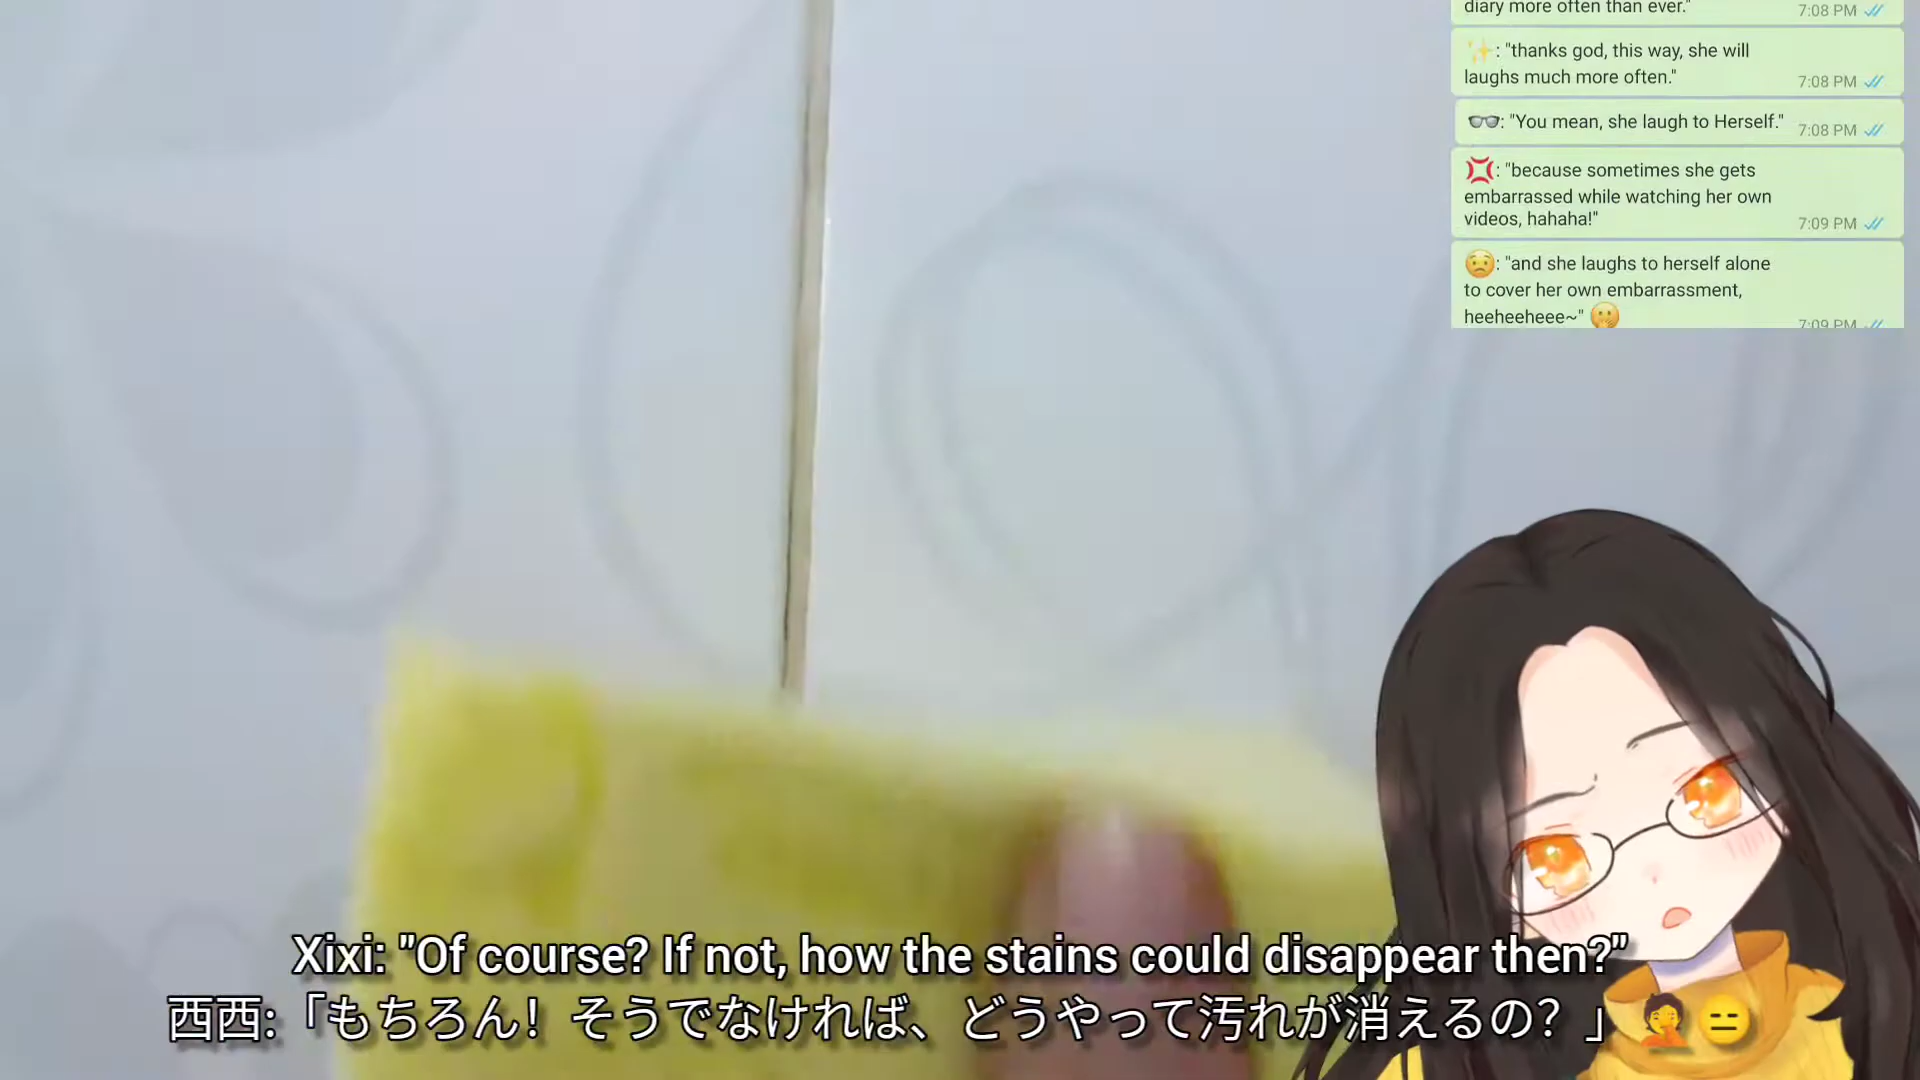 diary more often than ever."
7:08 PM
✨: "thanks god, this way, she will
laughs much more often."
7:08 PM
👓: "You mean, she laugh to Herself."
7:08 PM
💢: "because sometimes she gets
embarrassed while watching her own
videos, hahaha!"
7:09 PM
😟: "and she laughs to herself alone
to cover her own embarrassment,
heeheeheee~" 🤭
7:09 PM
Xixi: "Of course? If not, how the stains could disappear then?"
西西:「もちろん！そうでなければ、どうやって汚れが消えるの？」🤦😑